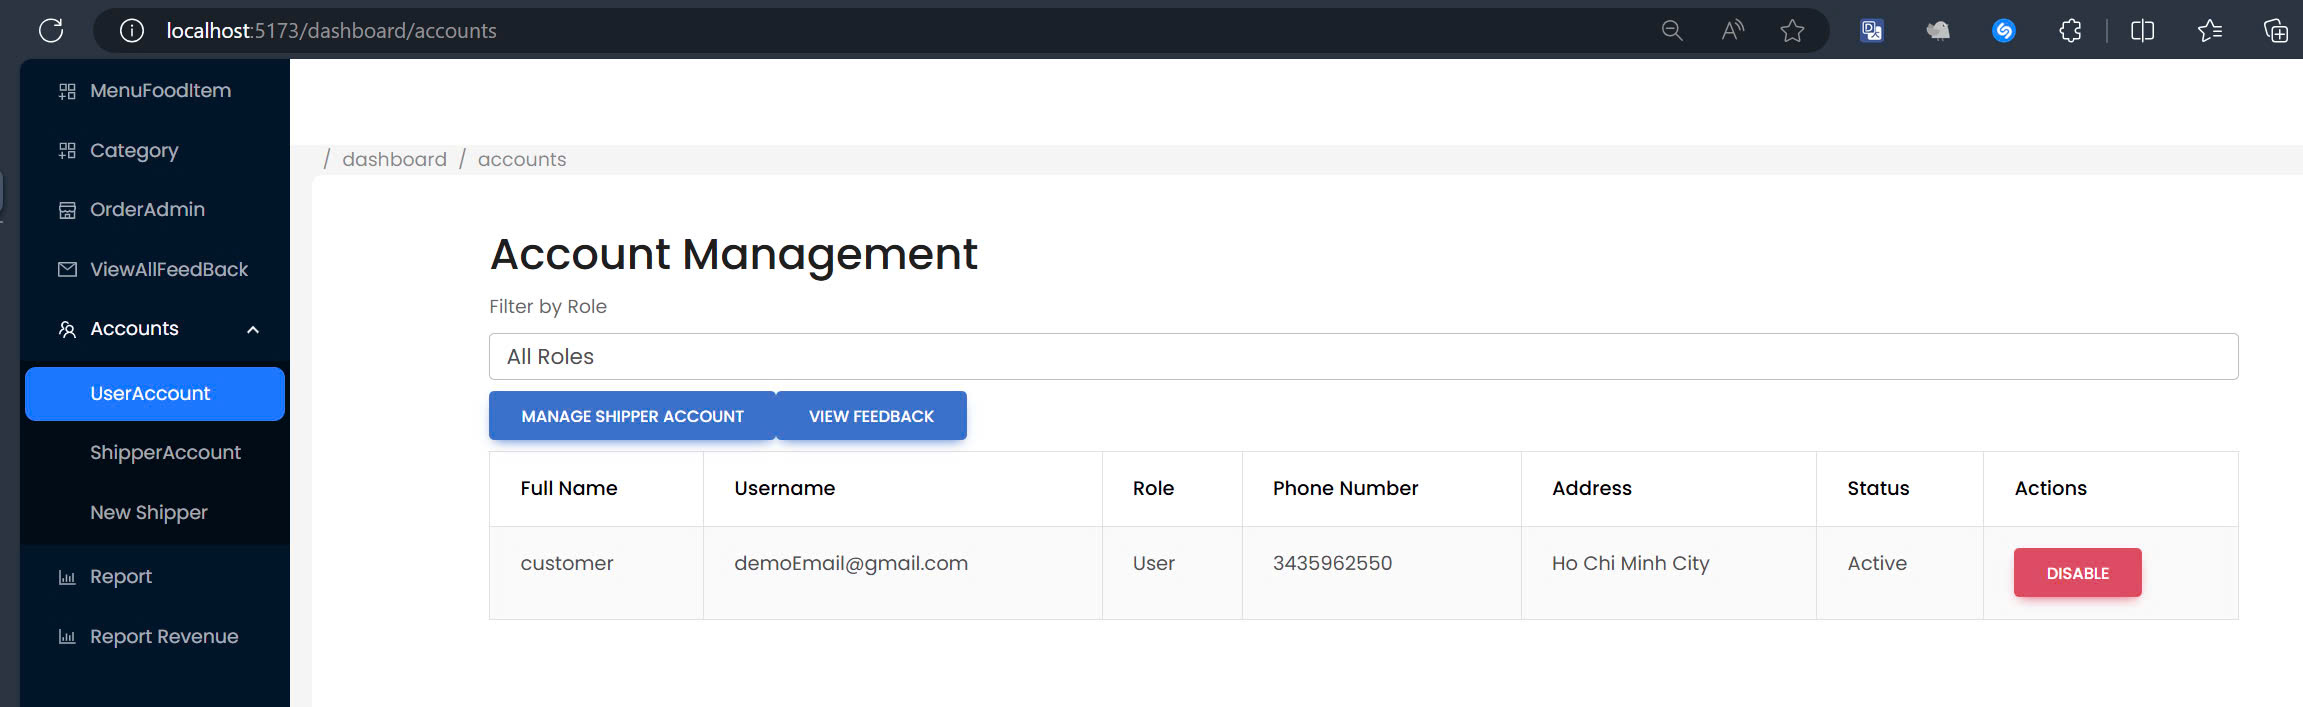 localhost:5173/dashboard/accounts
MenuFoodItem
Category
OrderAdmin
ViewAllFeedBack
Accounts
UserAccount
ShipperAccount
New Shipper
Report
Report Revenue
/ dashboard / accounts
Account Management
Filter by Role
All Roles
MANAGE SHIPPER ACCOUNT VIEW FEEDBACK
Full Name Username Role Phone Number Address Status Actions
customer demoEmail@gmail.com User 3435962550 Ho Chi Minh City Active DISABLE